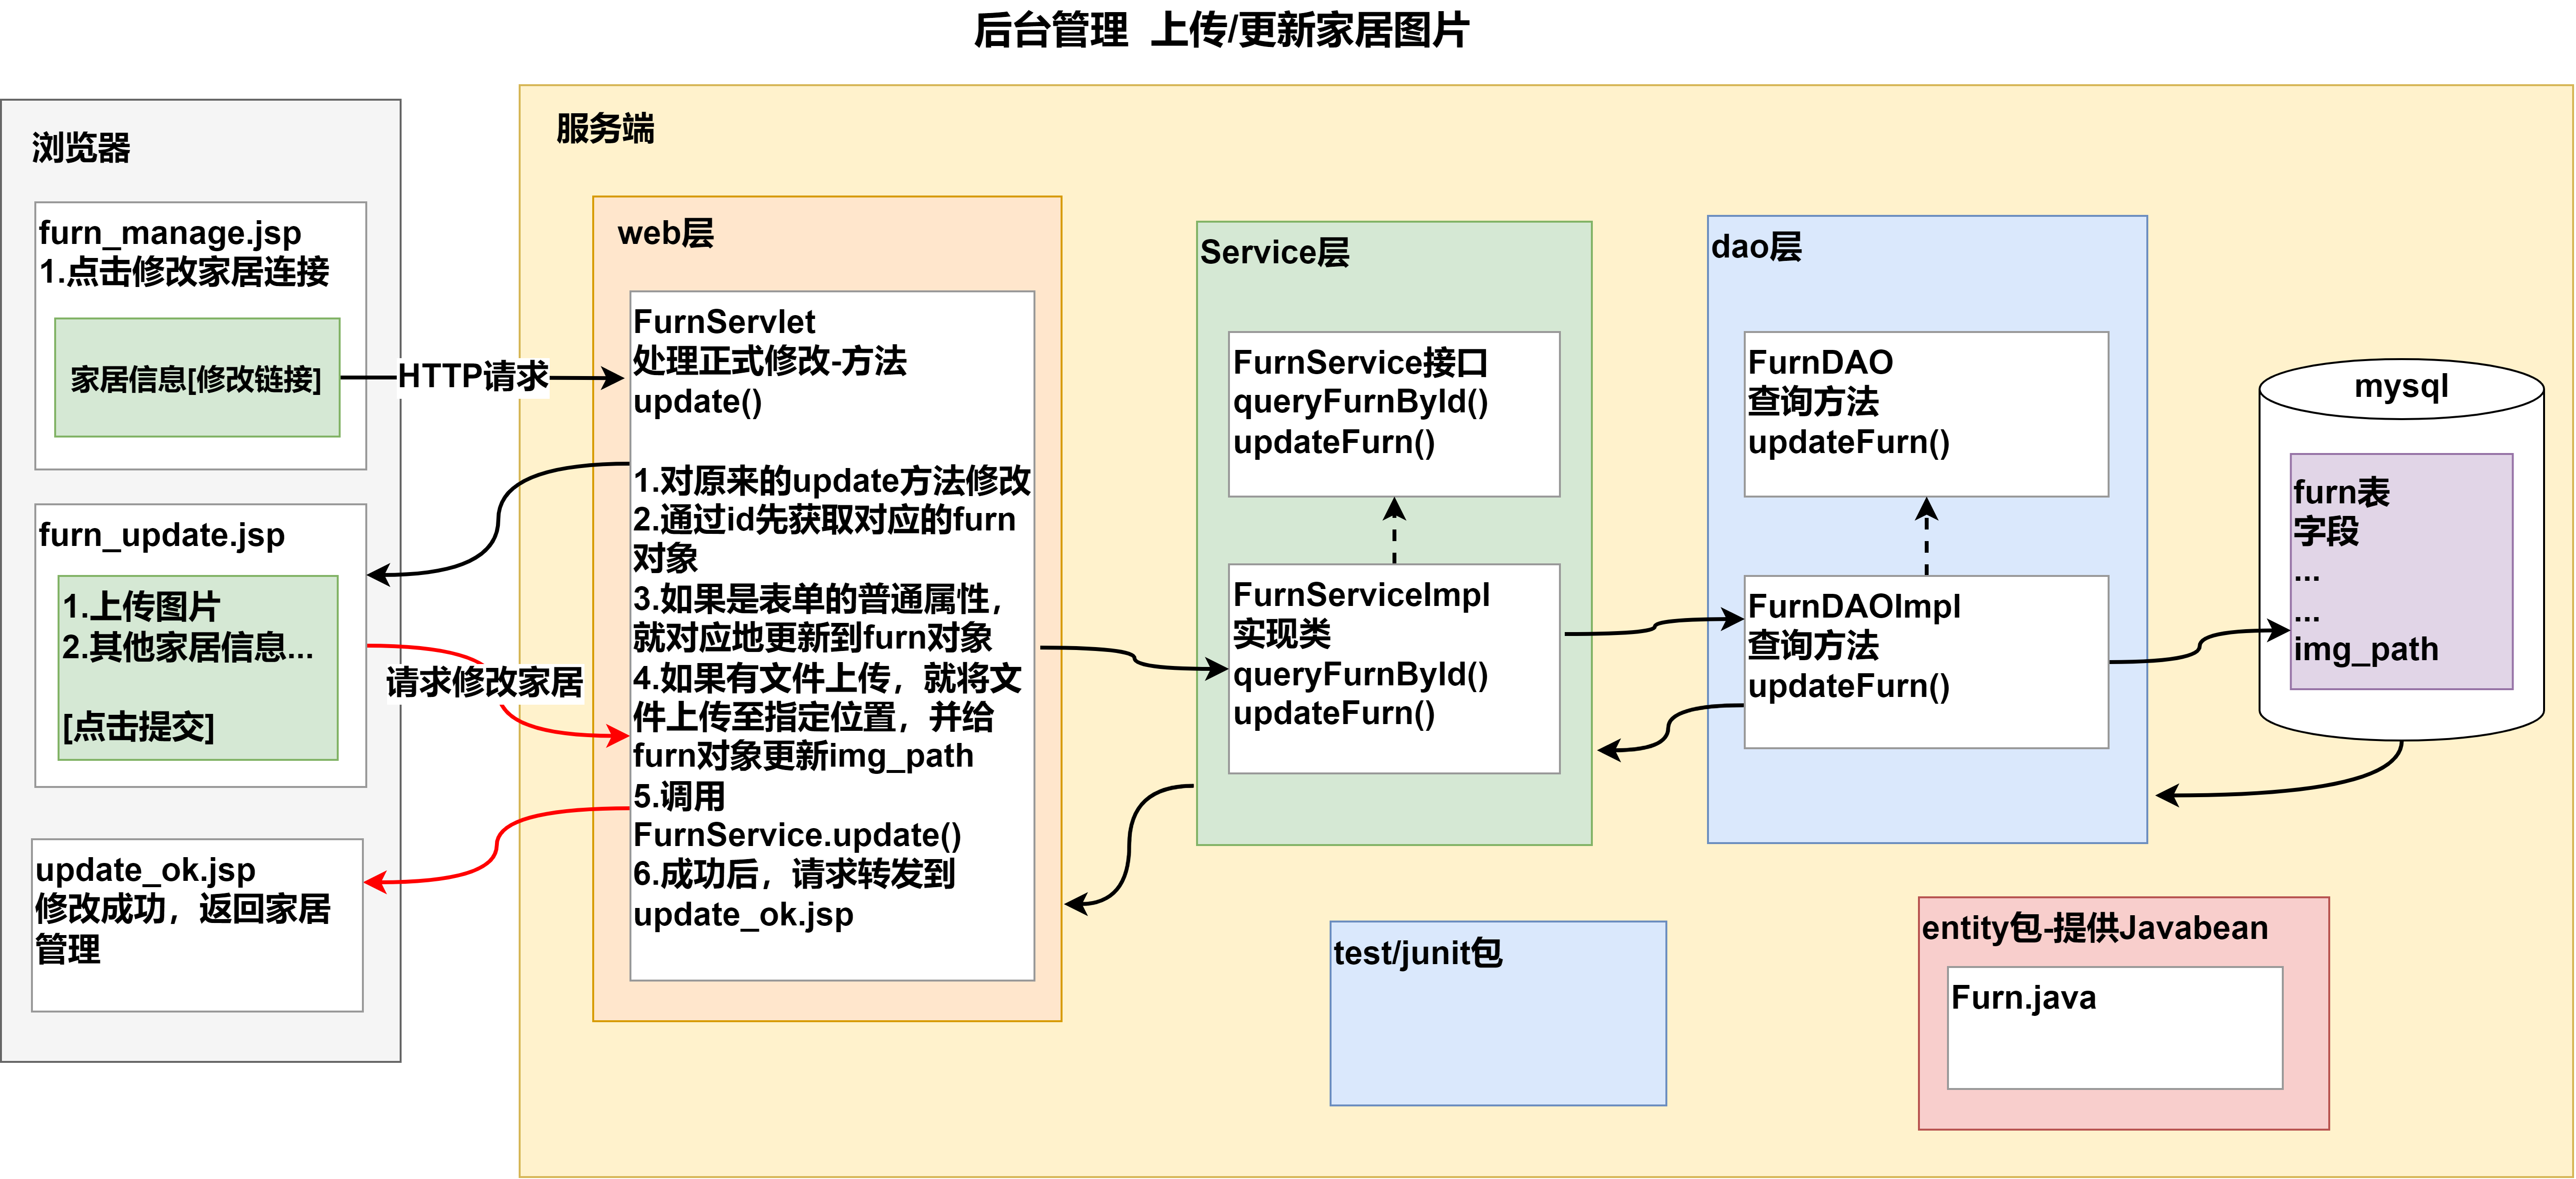 后台管理  上传/更新家居图片
浏览器
furn_manage.jsp
1.点击修改家居连接
家居信息[修改链接]
HTTP请求
furn_update.jsp
1.上传图片
2.其他家居信息...
[点击提交]
请求修改家居
update_ok.jsp
修改成功，返回家居
管理
服务端
web层
FurnServlet
处理正式修改-方法
update()
1.对原来的update方法修改
2.通过id先获取对应的furn
对象
3.如果是表单的普通属性，
就对应地更新到furn对象
4.如果有文件上传，就将文
件上传至指定位置，并给
furn对象更新img_path
5.调用
FurnService.update()
6.成功后，请求转发到
update_ok.jsp
Service层
FurnService接口
queryFurnById()
updateFurn()
FurnServiceImpl
实现类
queryFurnById()
updateFurn()
dao层
FurnDAO
查询方法
updateFurn()
FurnDAOImpl
查询方法
updateFurn()
mysql
furn表
字段
...
...
img_path
test/junit包
entity包-提供Javabean
Furn.java